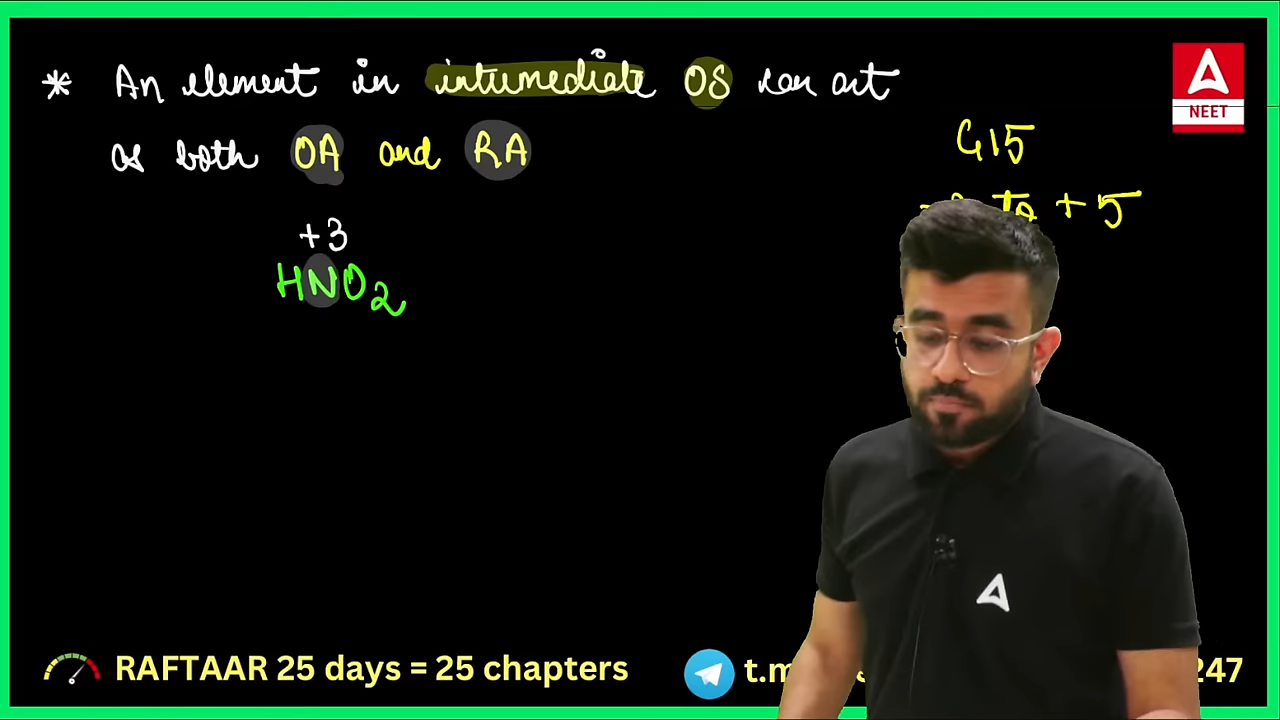 * An element in intermediate OS can act
as both OA and RA
+3
HNO2
G15
to +5
NEET
RAFTAAR 25 days = 25 chapters
t.m
247